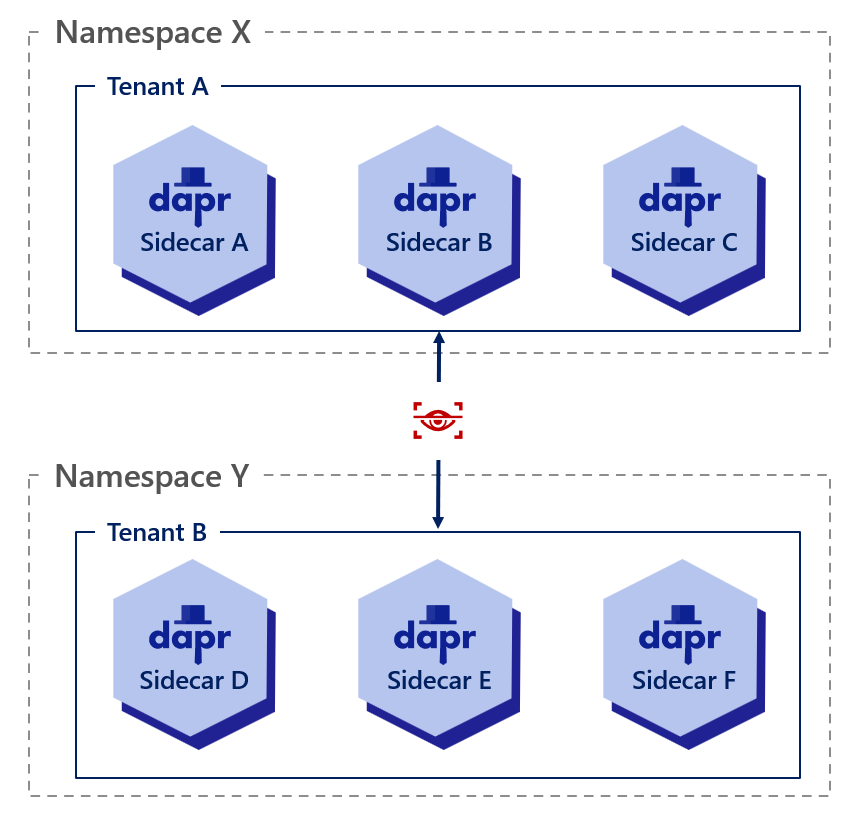 Namespace X
Tenant A
dapr
Sidecar A
dapr
Sidecar B
dapr
Sidecar C
Namespace Y
Tenant B
dapr
Sidecar D
dapr
Sidecar E
dapr
Sidecar F